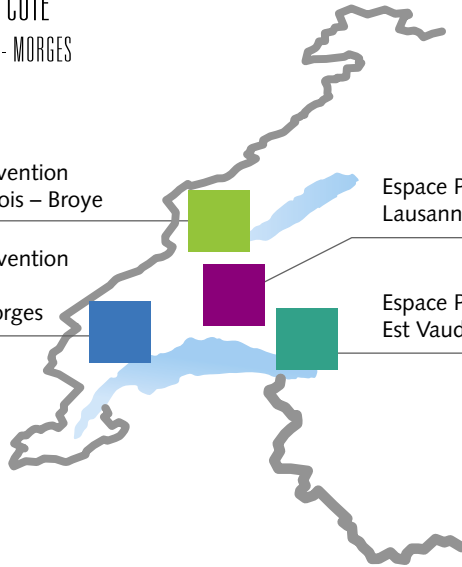 CÔTE
- MORGES
vention
ois – Broye
vention
orges
Espace P
Lausann
Espace P
Est Vaud